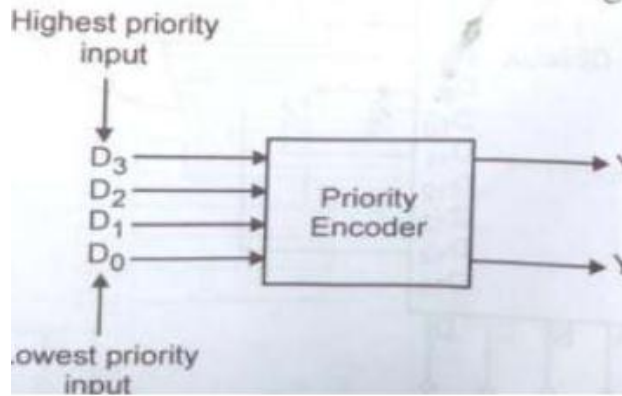 Highest priority
input
D3
D2
D1
D0
Priority
Encoder
Y
Y
owest priority
input